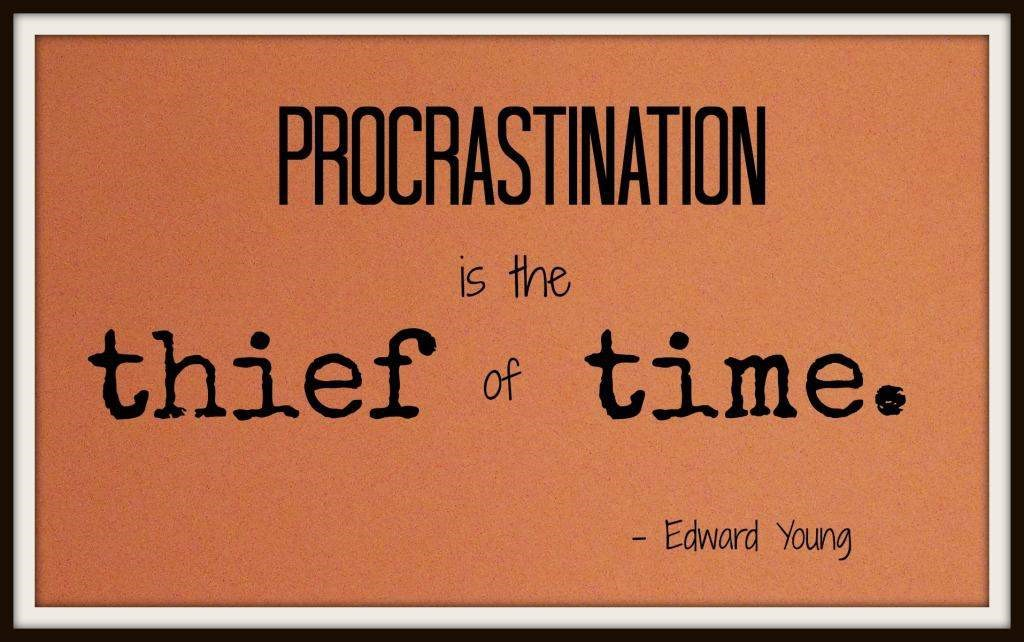 PROCRASTINATION
is the
thief of time.
- Edward Young